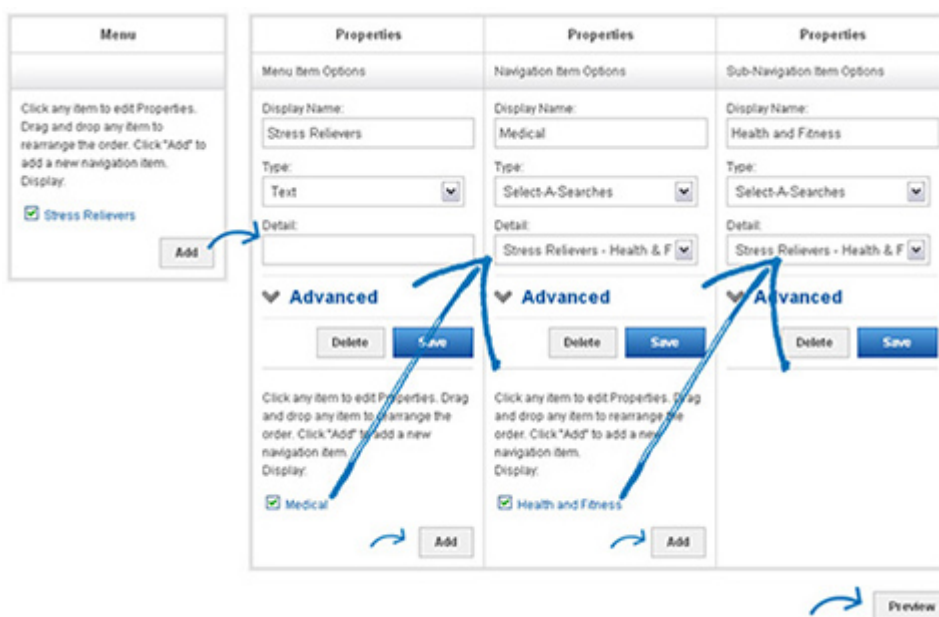 Menu
Click any item to edit Properties.
Drag and drop any item to
rearrange the order. Click "Add" to
add a new navigation item.
Display:
Stress Relievers
Add
Properties
Menu Item Options
Display Name:
Stress Relievers
Type:
Text
Detail:
Advanced
Delete
Save
Click any item to edit Properties. Drag
and drop any item to rearrange the
order. Click "Add" to add a new
navigation item.
Display:
Medical
Add
Properties
Navigation Item Options
Display Name:
Medical
Type:
Select-A-Searches
Detail:
Stress Relievers - Health & F
Advanced
Delete
Save
Click any item to edit Properties. Drag
and drop any item to rearrange the
order. Click "Add" to add a new
navigation item.
Display:
Health and Fitness
Add
Properties
Sub-Navigation Item Options
Display Name:
Health and Fitness
Type:
Select-A-Searches
Detail:
Stress Relievers - Health & F
Advanced
Delete
Save
Preview